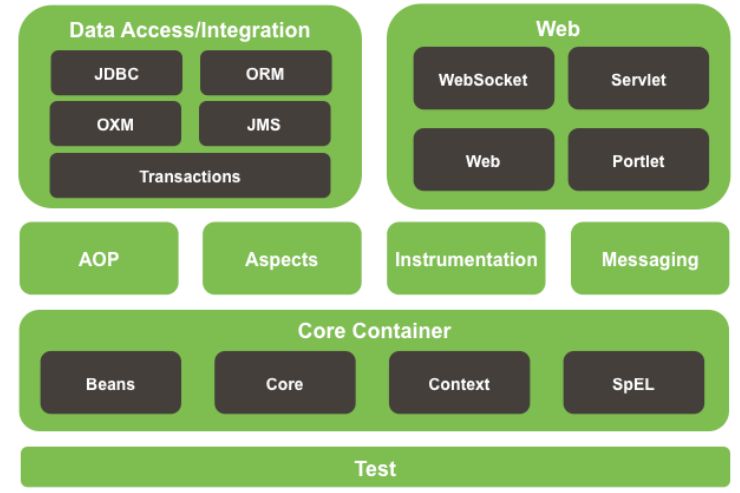 Data Access/Integration
JDBC
ORM
OXM
JMS
Transactions
Web
WebSocket
Servlet
Web
Portlet
AOP
Aspects
Instrumentation
Messaging
Core Container
Beans
Core
Context
SpEL
Test